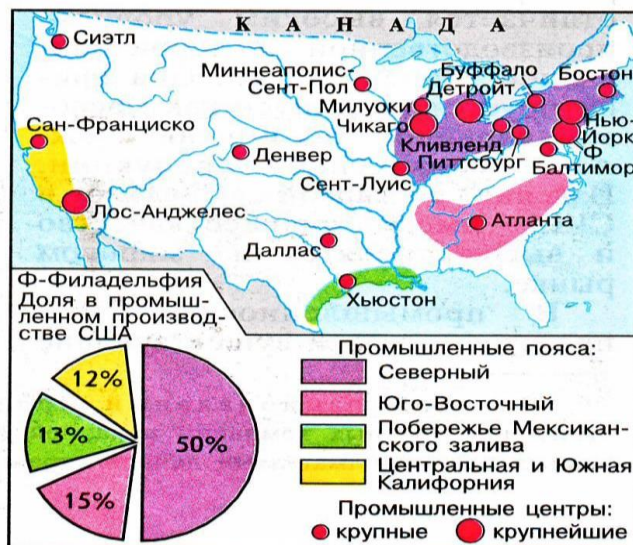 К А Н А Д А
Сиэтл
Миннеаполис-
Сент-Пол
Буффало
Бостон
Детройт
Милуоки
Чикаго
Нью-
Йорк
Ф
Сан-Франциско
Денвер
Кливленд
Питтсбург
Балтимор
Сент-Луис
Лос-Анджелес
Атланта
Даллас
Хьюстон
Ф-Филадельфия
Доля в промыш-
ленном производ-
стве США
12%
13%
15%
50%
Промышленные пояса:
Северный
Юго-Восточный
Побережье Мексикан-
ского залива
Центральная и Южная
Калифорния
Промышленные центры:
крупные
крупнейшие